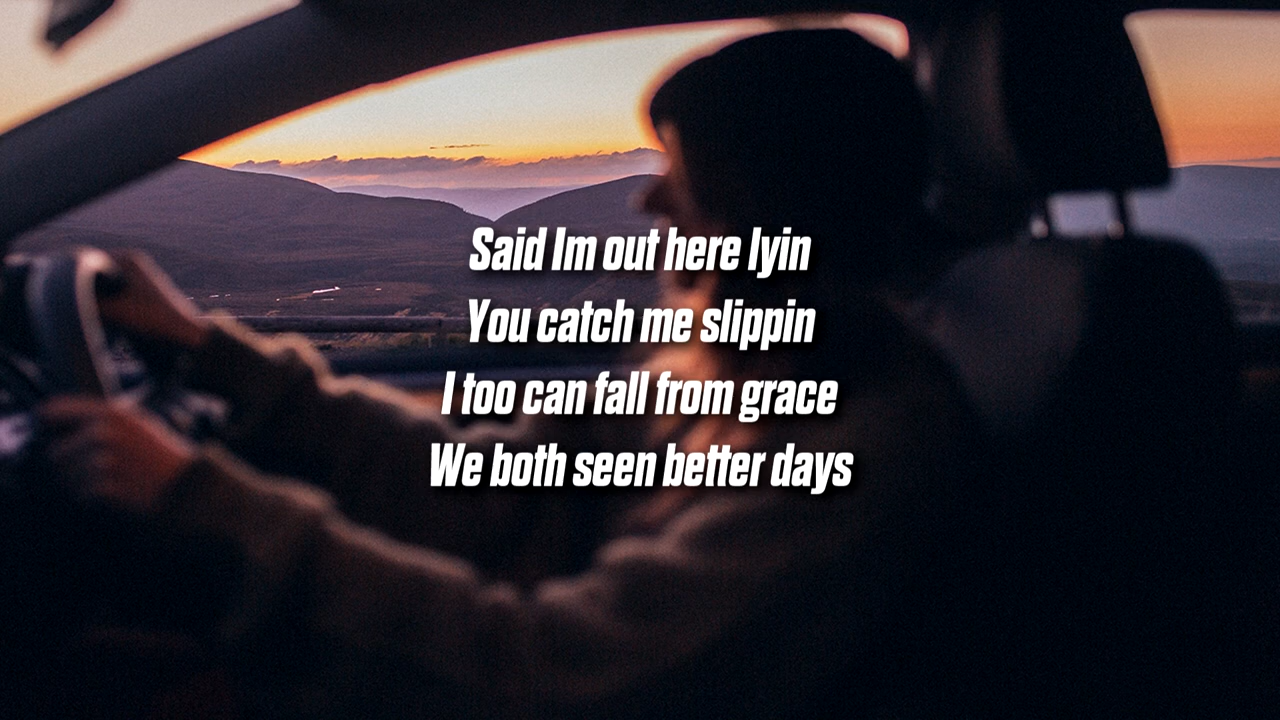 Said Im out here lyin
You catch me slippin
I too can fall from grace
We both seen better days